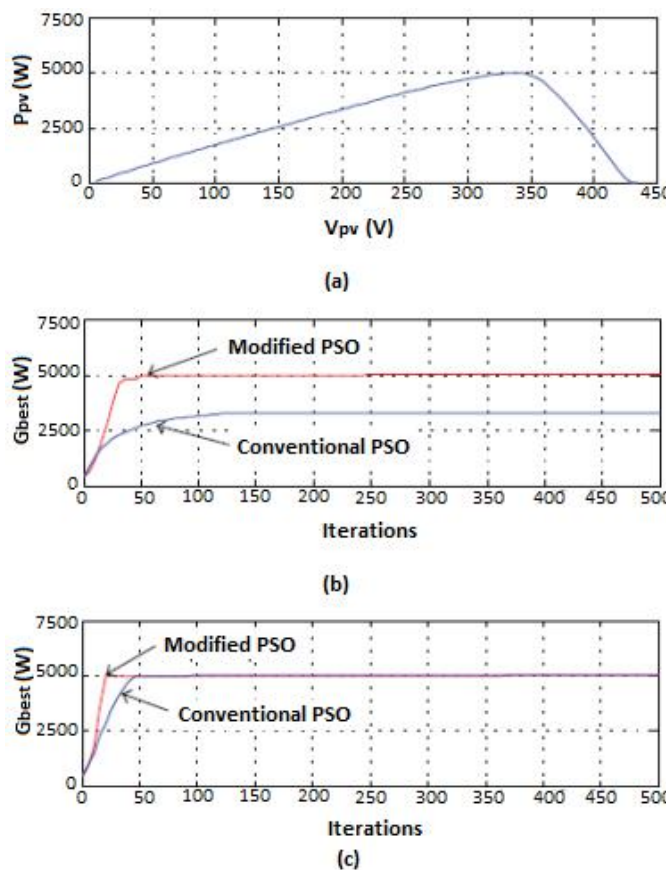 7500
5000
2500
0
Ppv (W)
0 50 100 150 200 250 300 350 400 450
Vpv (V)
(a)
7500
5000
2500
0
Gbest (W)
Modified PSO
Conventional PSO
0 50 100 150 200 250 300 350 400 450 500
Iterations
(b)
7500
5000
2500
0
Gbest (W)
Modified PSO
Conventional PSO
0 50 100 150 200 250 300 350 400 450 500
Iterations
(c)